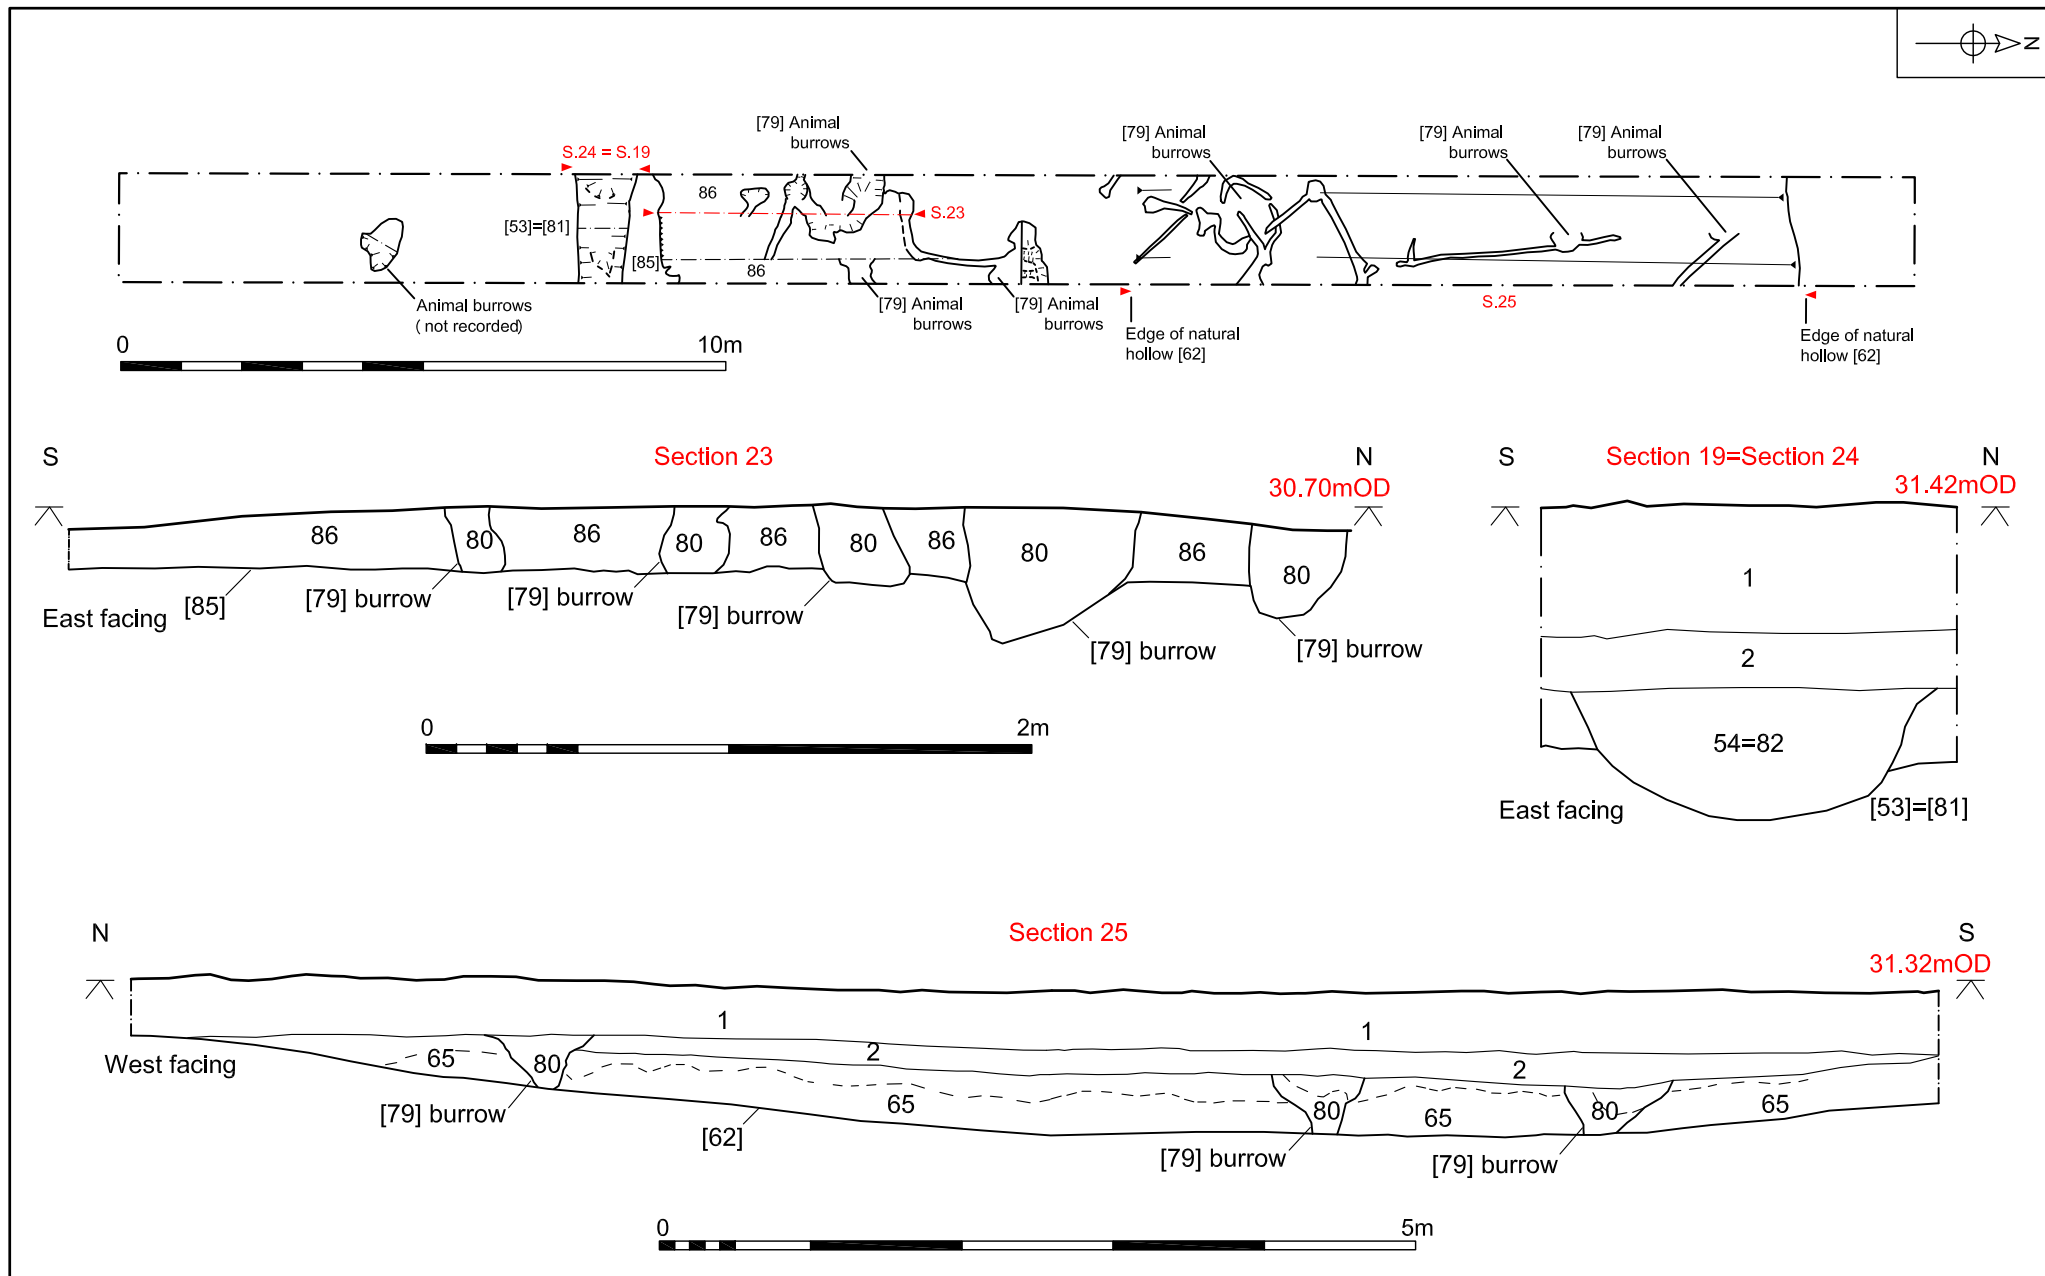 N
[79] Animal
burrows
[79] Animal
burrows
[79] Animal
burrows
[79] Animal
burrows
S.24 = S.19
86
S.23
[53]=[81]
[85]
86
Animal burrows
( not recorded)
[79] Animal
burrows
[79] Animal
burrows
Edge of natural
hollow [62]
S.25
Edge of natural
hollow [62]
0 10m
S
Section 23
N
30.70mOD
86
80
86
80
86
80
86
80
86
80
East facing
[85]
[79] burrow
[79] burrow
[79] burrow
[79] burrow
[79] burrow
0 2m
S
Section 19=Section 24
N
31.42mOD
1
2
54=82
East facing
[53]=[81]
N
Section 25
S
31.32mOD
1
1
West facing
65
80
2
2
65
80
65
80
65
[79] burrow
[62]
[79] burrow
[79] burrow
0 5m